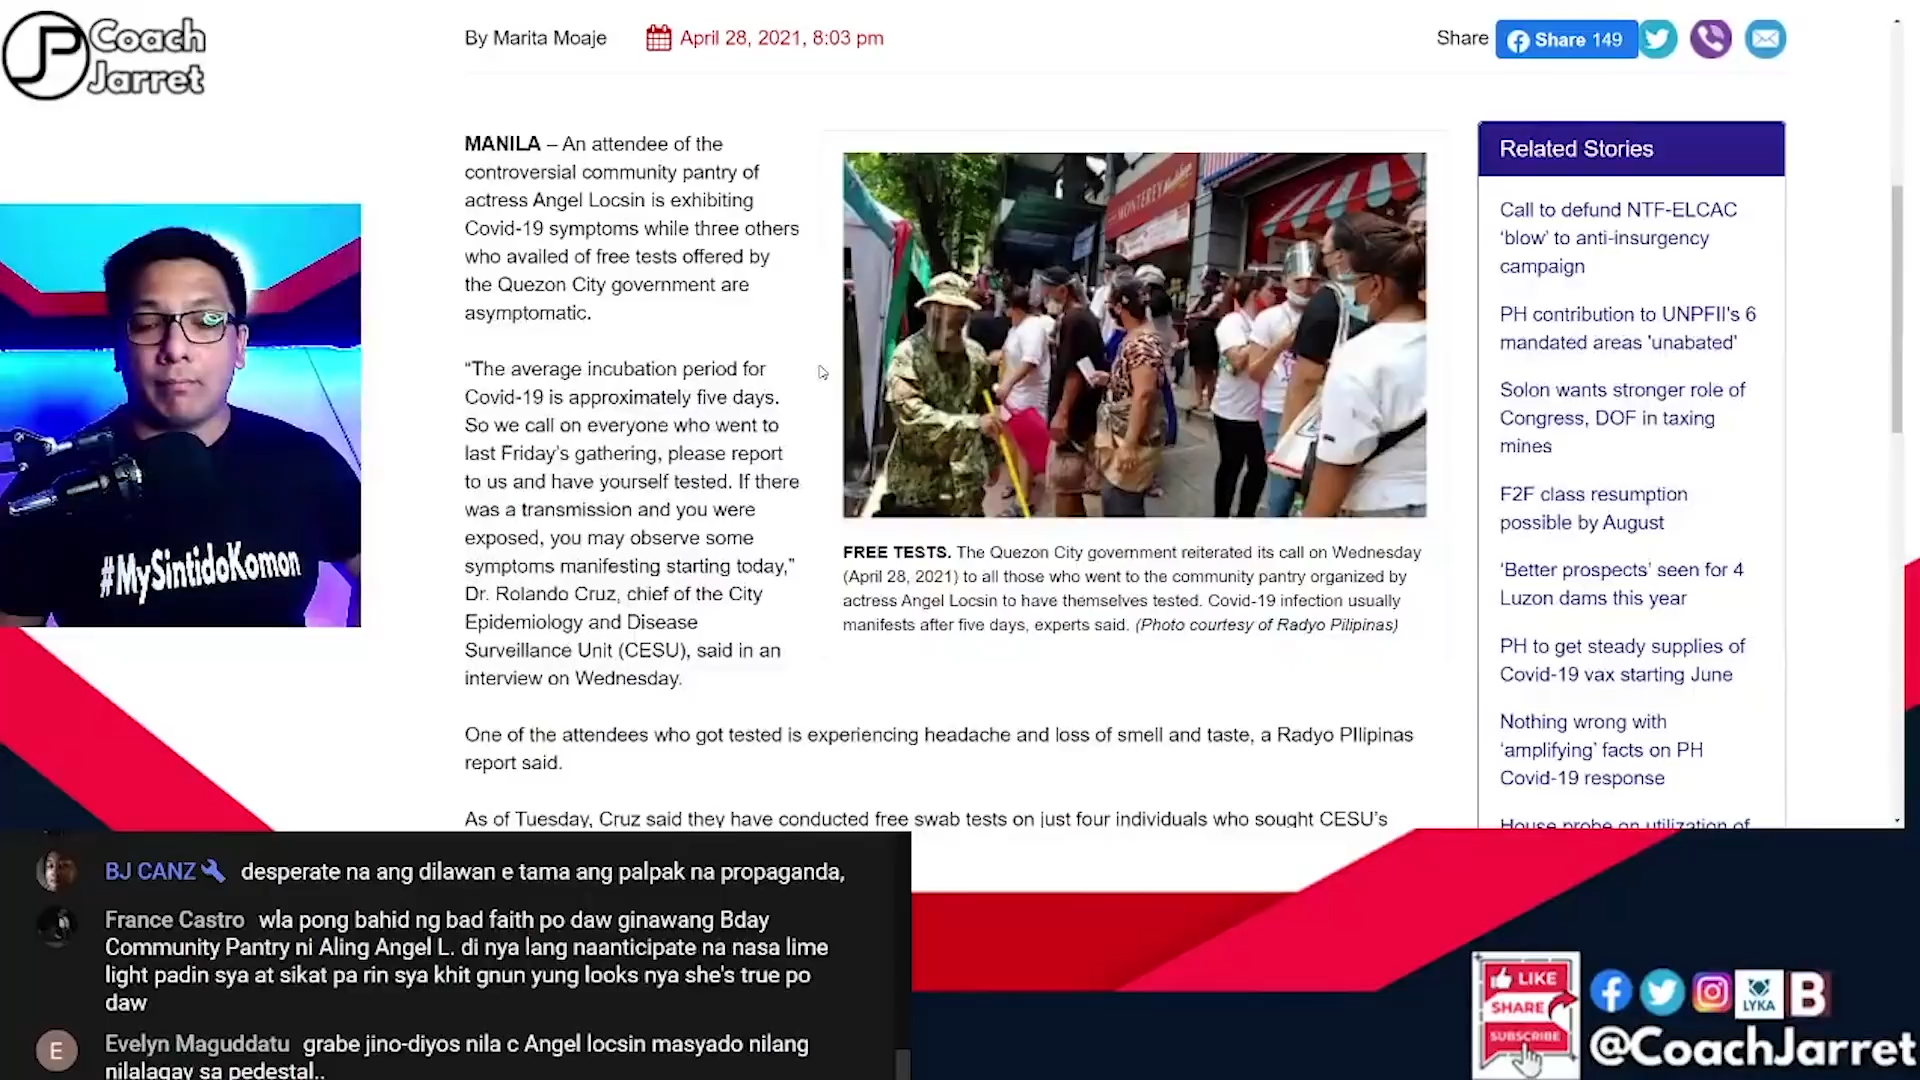 Coach
Jarret
By Marita Moaje
April 28, 2021, 8:03 pm
Share
Share 149
MANILA – An attendee of the
controversial community pantry of
actress Angel Locsin is exhibiting
Covid-19 symptoms while three others
who availed of free tests offered by
the Quezon City government are
asymptomatic.
“The average incubation period for
Covid-19 is approximately five days.
So we call on everyone who went to
last Friday’s gathering, please report
to us and have yourself tested. If there
was a transmission and you were
exposed, you may observe some
symptoms manifesting starting today,”
Dr. Rolando Cruz, chief of the City
Epidemiology and Disease
Surveillance Unit (CESU), said in an
interview on Wednesday.
MONTEREY
FREE TESTS. The Quezon City government reiterated its call on Wednesday
(April 28, 2021) to all those who went to the community pantry organized by
actress Angel Locsin to have themselves tested. Covid-19 infection usually
manifests after five days, experts said. (Photo courtesy of Radyo Pilipinas)
One of the attendees who got tested is experiencing headache and loss of smell and taste, a Radyo PIlipinas
report said.
As of Tuesday, Cruz said they have conducted free swab tests on just four individuals who sought CESU’s
Related Stories
Call to defund NTF-ELCAC
‘blow’ to anti-insurgency
campaign
PH contribution to UNPFII's 6
mandated areas 'unabated'
Solon wants stronger role of
Congress, DOF in taxing
mines
F2F class resumption
possible by August
‘Better prospects’ seen for 4
Luzon dams this year
PH to get steady supplies of
Covid-19 vax starting June
Nothing wrong with
‘amplifying’ facts on PH
Covid-19 response
House probe on utilization of
#MySintidoKomon
BJ CANZ desperate na ang dilawan e tama ang palpak na propaganda,
France Castro wla pong bahid ng bad faith po daw ginawang Bday
Community Pantry ni Aling Angel L. di nya lang naanticipate na nasa lime
light padin sya at sikat pa rin sya khit gnun yung looks nya she's true po
daw
E
Evelyn Maguddatu grabe jino-diyos nila c Angel locsin masyado nilang
nilalagay sa pedestal..
LIKE
SHARE
SUBSCRIBE
LYKA
B
@CoachJarret